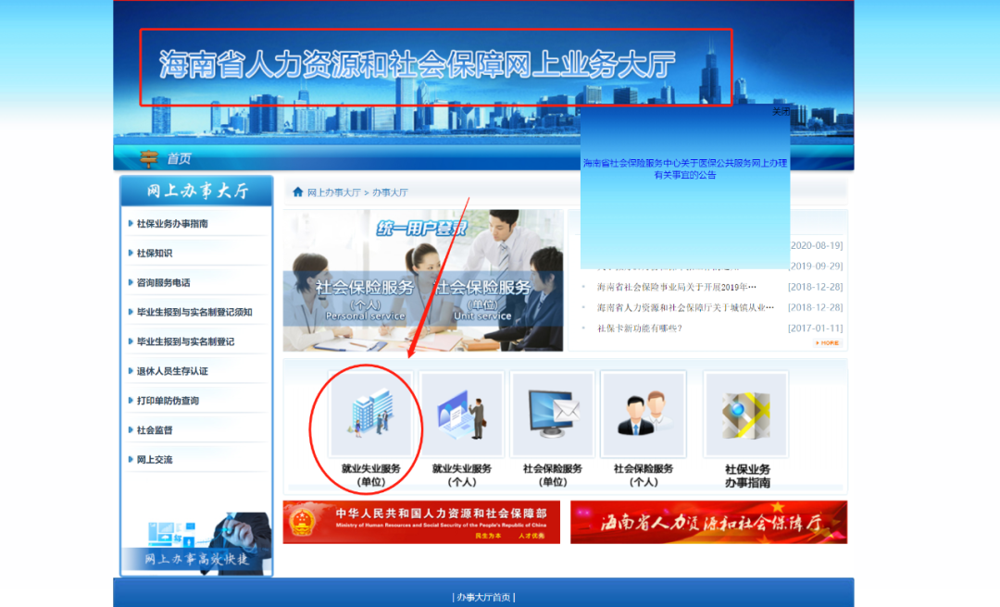 海南省人力资源和社会保障网上业务大厅
关闭
首页
海南省社会保险服务中心关于医保公共服务网上办理
有关事宜的公告
网上办事大厅
社保业务办事指南
社保知识
咨询服务电话
毕业生报到与实名制登记须知
毕业生报到与实名制登记
退休人员生存认证
打印单防伪查询
社会监督
网上交流
网上办事高效快捷
网上办事大厅 > 办事大厅
统一用户登录
社会保险服务
(个人)
Personal service
社会保险服务
(单位)
Unit service
[2020-08-19]
[2019-09-29]
海南省社会保险事业局关于开展2019年… [2018-12-28]
海南省人力资源和社会保障厅关于城镇从业… [2018-12-28]
社保卡新功能有哪些? [2017-01-11]
MORE
就业失业服务
(单位)
就业失业服务
(个人)
社会保险服务
(单位)
社会保险服务
(个人)
社保业务
办事指南
中华人民共和国人力资源和社会保障部
Ministry of Human Resources and Social Security of the People's Republic of China
民生为本 人才优先
海南省人力资源和社会保障厅
| 办事大厅首页 |